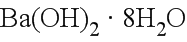 Ba(OH)₂ · 8H₂O